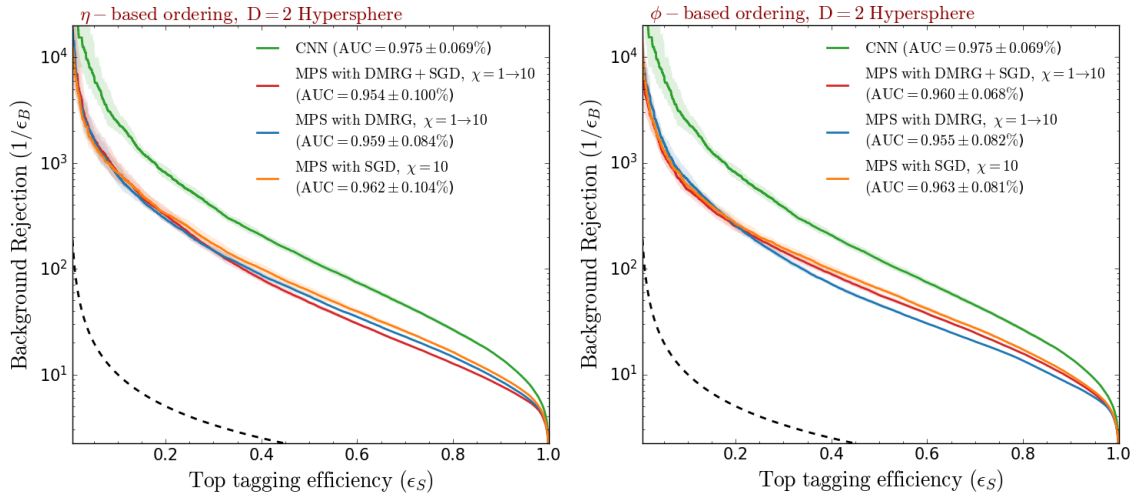 η − based ordering, D = 2 Hypersphere
CNN (AUC = 0.975 ± 0.069%)
MPS with DMRG + SGD, χ = 1→10
(AUC = 0.954 ± 0.100%)
MPS with DMRG, χ = 1→10
(AUC = 0.959 ± 0.084%)
MPS with SGD, χ = 10
(AUC = 0.962 ± 0.104%)
Background Rejection (1/ϵ_B)
10^4
10^3
10^2
10^1
0.2 0.4 0.6 0.8 1.0
Top tagging efficiency (ϵ_S)
ϕ − based ordering, D = 2 Hypersphere
CNN (AUC = 0.975 ± 0.069%)
MPS with DMRG + SGD, χ = 1→10
(AUC = 0.960 ± 0.068%)
MPS with DMRG, χ = 1→10
(AUC = 0.955 ± 0.082%)
MPS with SGD, χ = 10
(AUC = 0.963 ± 0.081%)
Background Rejection (1/ϵ_B)
10^4
10^3
10^2
10^1
0.2 0.4 0.6 0.8 1.0
Top tagging efficiency (ϵ_S)